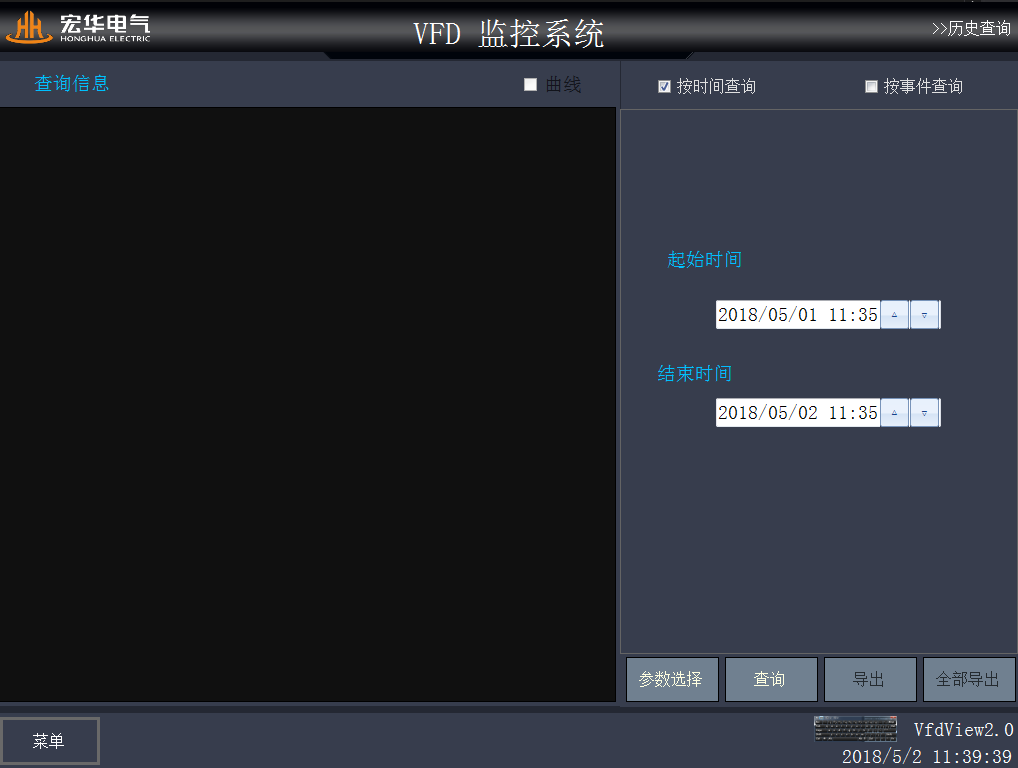 宏华电气
HONGHUA ELECTRIC
VFD 监控系统
>>历史查询
查询信息
曲线
按时间查询
按事件查询
起始时间
2018/05/01 11:35
结束时间
2018/05/02 11:35
参数选择
查询
导出
全部导出
菜单
VfdView2.0
2018/5/2 11:39:39